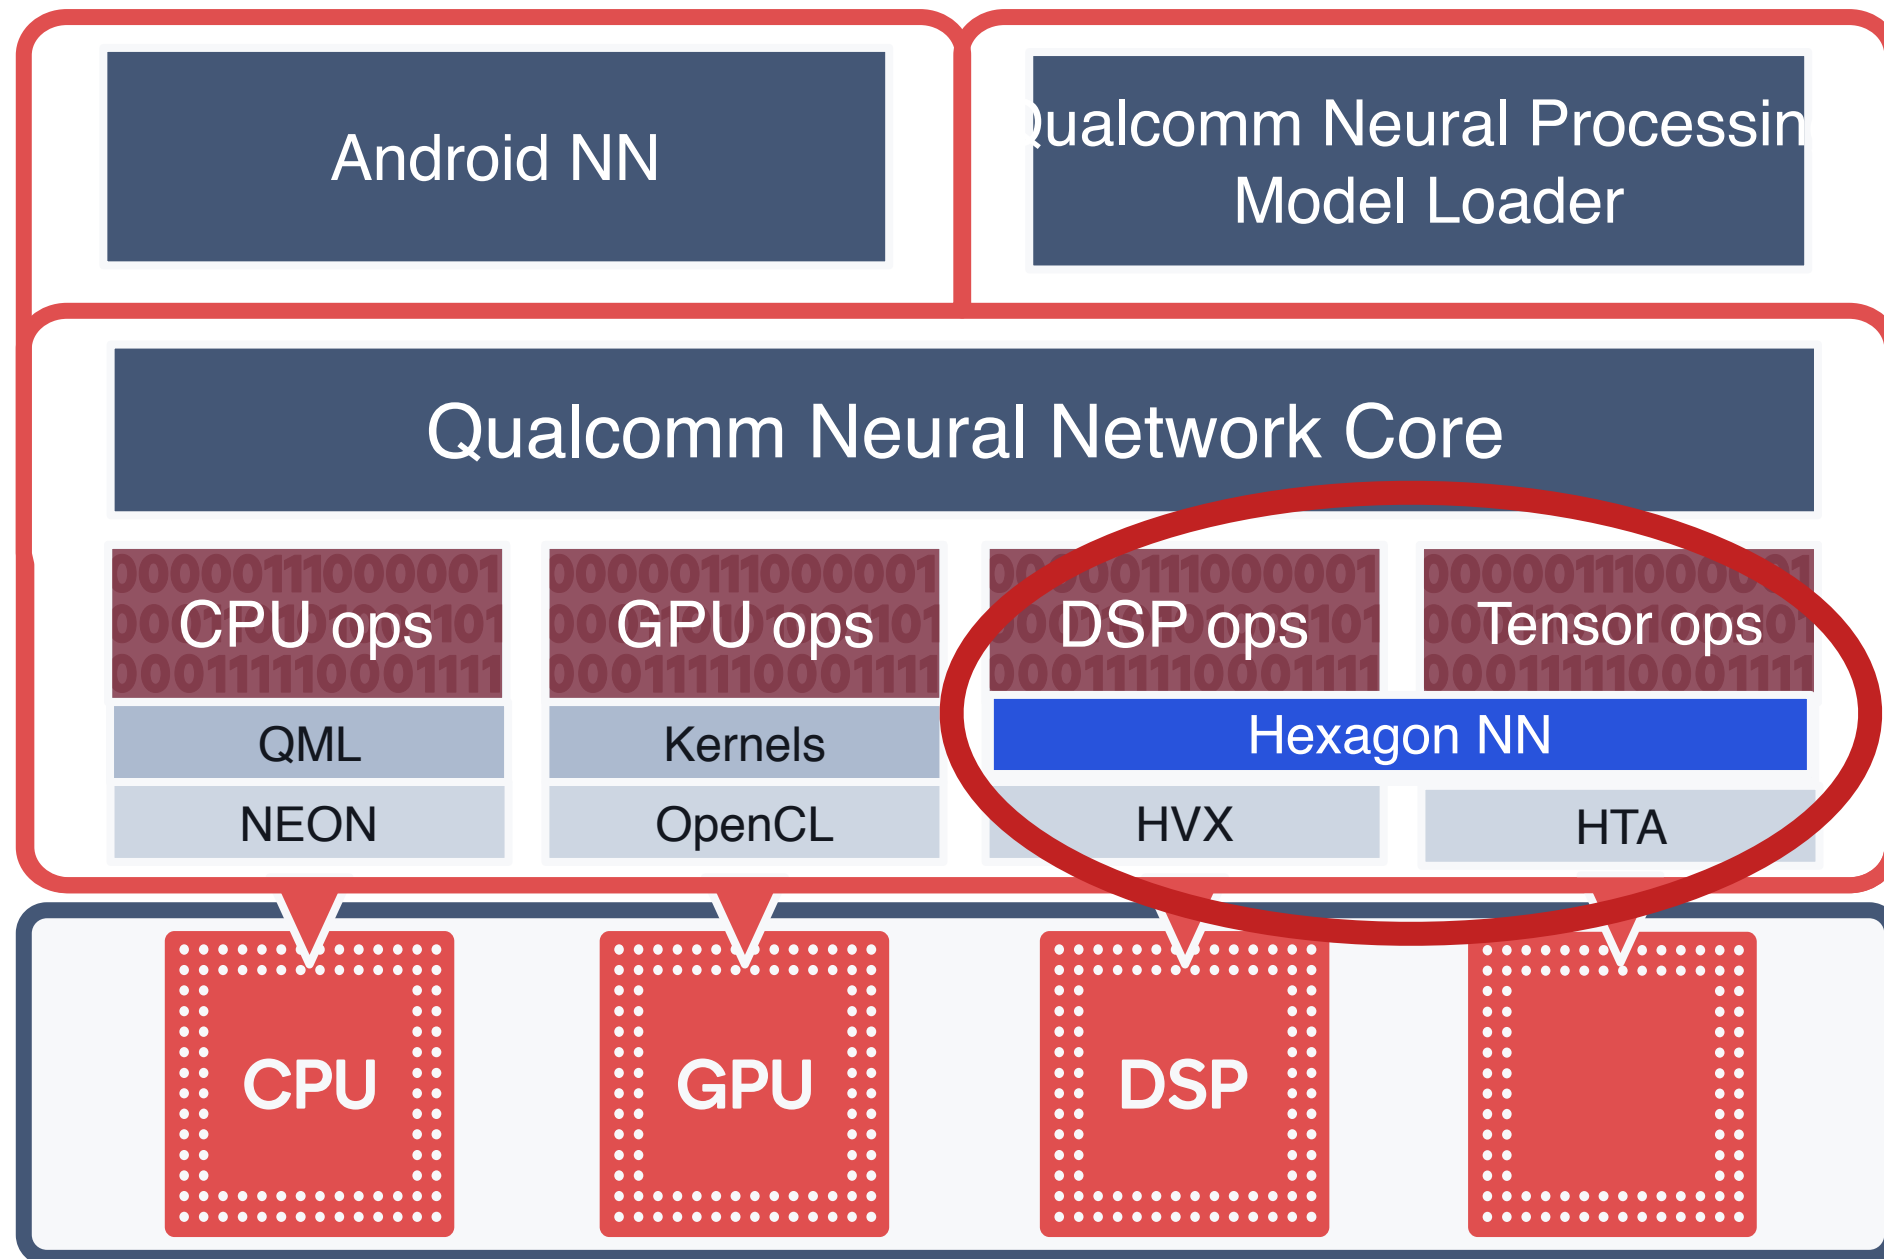 Android NN
Qualcomm Neural Processin
Model Loader
Qualcomm Neural Network Core
CPU ops
GPU ops
DSP ops
Tensor ops
QML
Kernels
Hexagon NN
NEON
OpenCL
HVX
HTA
CPU
GPU
DSP